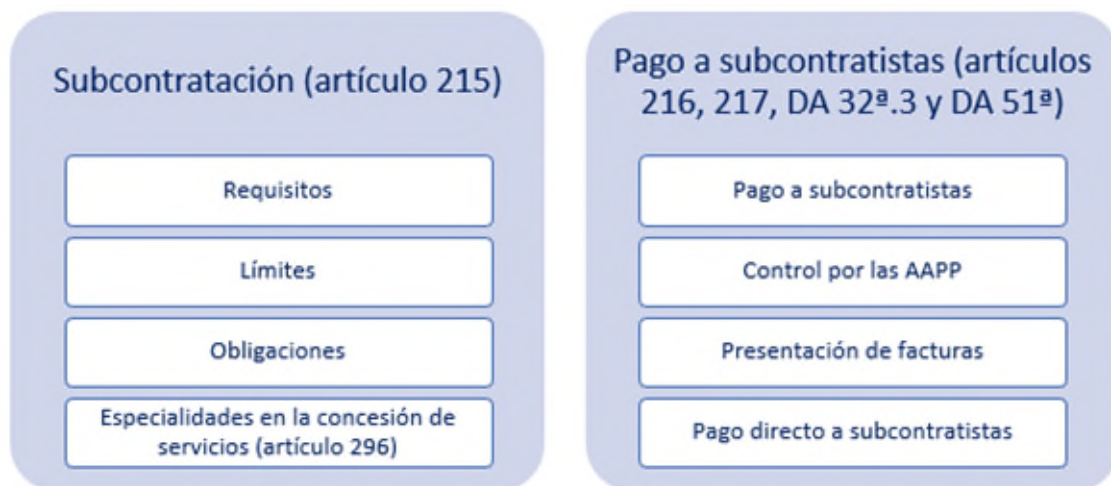 Subcontratación (artículo 215)
Requisitos
Límites
Obligaciones
Especialidades en la concesión de
servicios (artículo 296)
Pago a subcontratistas (artículos
216, 217, DA 32ª.3 y DA 51ª)
Pago a subcontratistas
Control por las AAPP
Presentación de facturas
Pago directo a subcontratistas